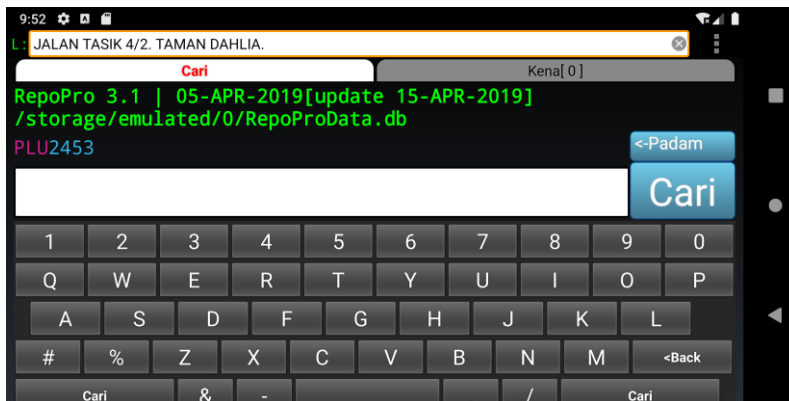 9:52
L: JALAN TASIK 4/2. TAMAN DAHLIA.
Cari Kena[ 0 ]
RepoPro 3.1 | 05-APR-2019[update 15-APR-2019]
/storage/emulated/0/RepoProData.db
PLU2453 <-Padam
Cari
1 2 3 4 5 6 7 8 9 0
Q W E R T Y U I O P
A S D F G H J K L
# % Z X C V B N M <Back
Cari & - / Cari